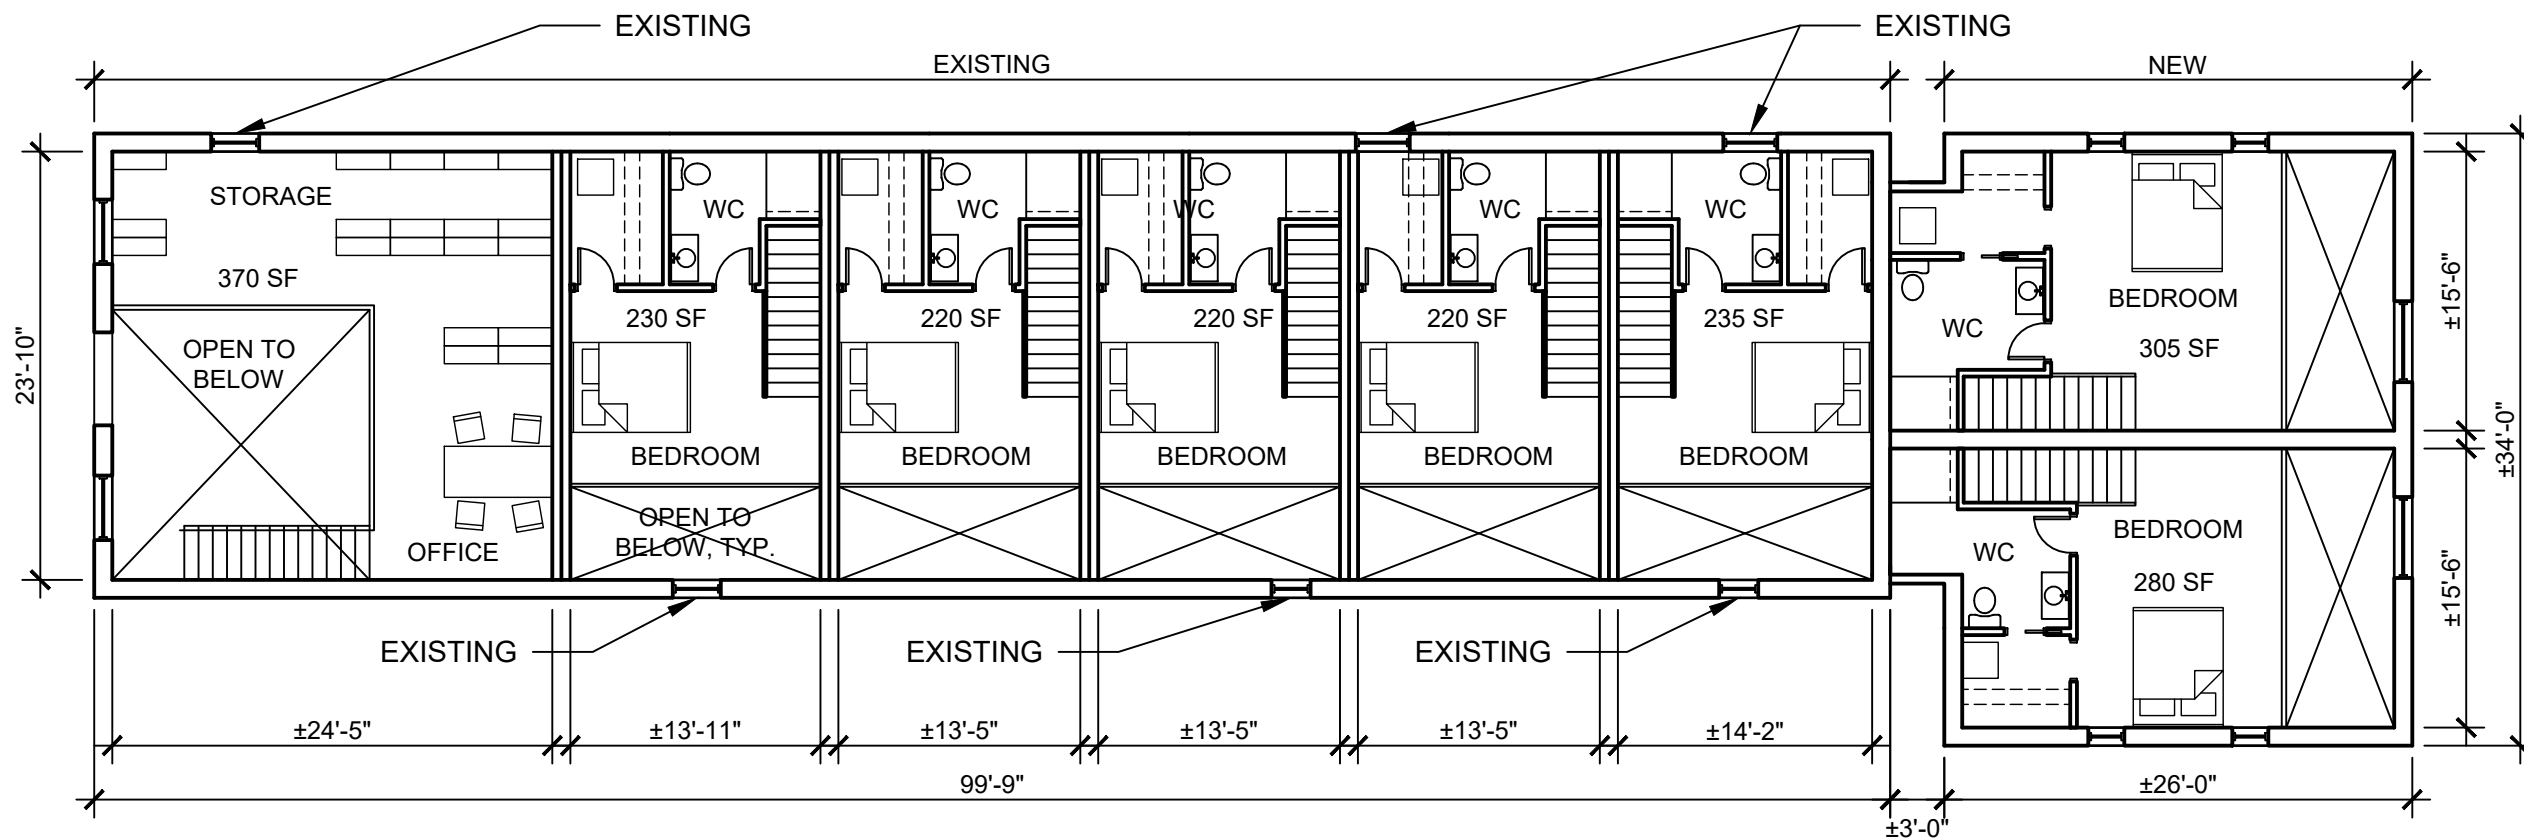 EXISTING
EXISTING
EXISTING
NEW
STORAGE
370 SF
OPEN TO
BELOW
OFFICE
WC
WC
WC
WC
WC
230 SF
220 SF
220 SF
220 SF
235 SF
BEDROOM
BEDROOM
BEDROOM
BEDROOM
BEDROOM
OPEN TO
BELOW, TYP.
WC
BEDROOM
305 SF
WC
BEDROOM
280 SF
23'-10"
±15'-6"
±34'-0"
±15'-6"
EXISTING
EXISTING
EXISTING
±24'-5"
±13'-11"
±13'-5"
±13'-5"
±13'-5"
±14'-2"
99'-9"
±26'-0"
±3'-0"